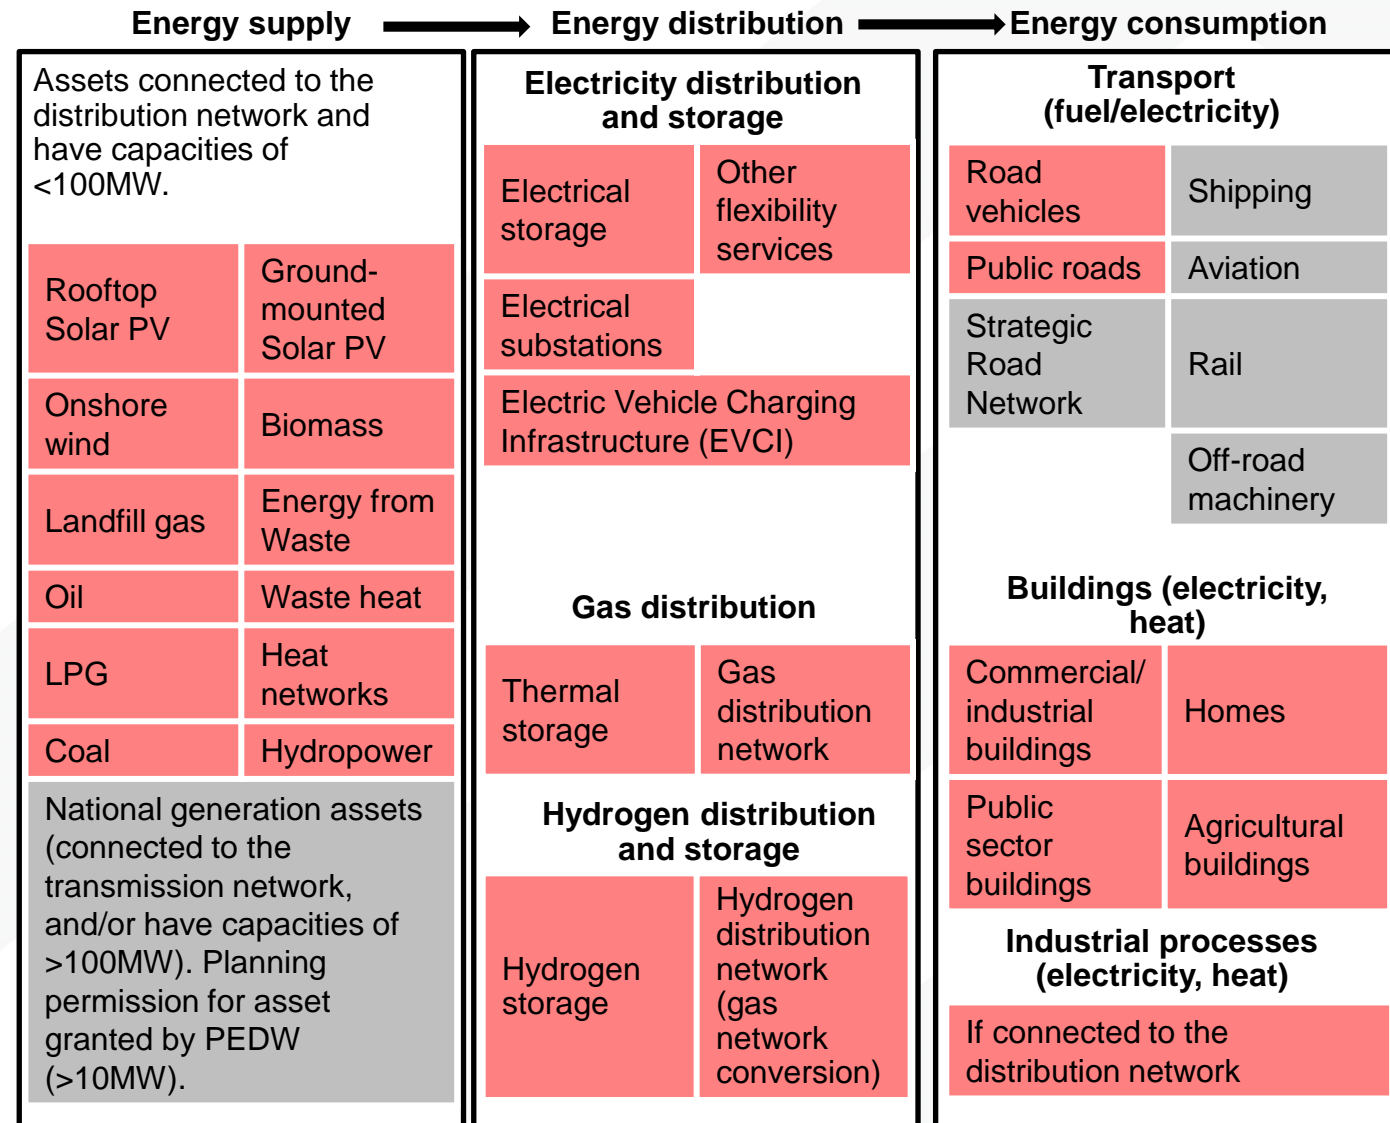 Energy supply
Energy distribution
Energy consumption
Assets connected to the
distribution network and
have capacities of
<100MW.
Rooftop
Solar PV
Ground-
mounted
Solar PV
Onshore
wind
Biomass
Landfill gas
Energy from
Waste
Oil
Waste heat
LPG
Heat
networks
Coal
Hydropower
National generation assets
(connected to the
transmission network,
and/or have capacities of
>100MW). Planning
permission for asset
granted by PEDW
(>10MW).
Electricity distribution
and storage
Electrical
storage
Other
flexibility
services
Electrical
substations
Electric Vehicle Charging
Infrastructure (EVCI)
Gas distribution
Thermal
storage
Gas
distribution
network
Hydrogen distribution
and storage
Hydrogen
storage
Hydrogen
distribution
network
(gas
network
conversion)
Transport
(fuel/electricity)
Road
vehicles
Shipping
Public roads
Aviation
Strategic
Road
Network
Rail
Off-road
machinery
Buildings (electricity,
heat)
Commercial/
industrial
buildings
Homes
Public
sector
buildings
Agricultural
buildings
Industrial processes
(electricity, heat)
If connected to the
distribution network